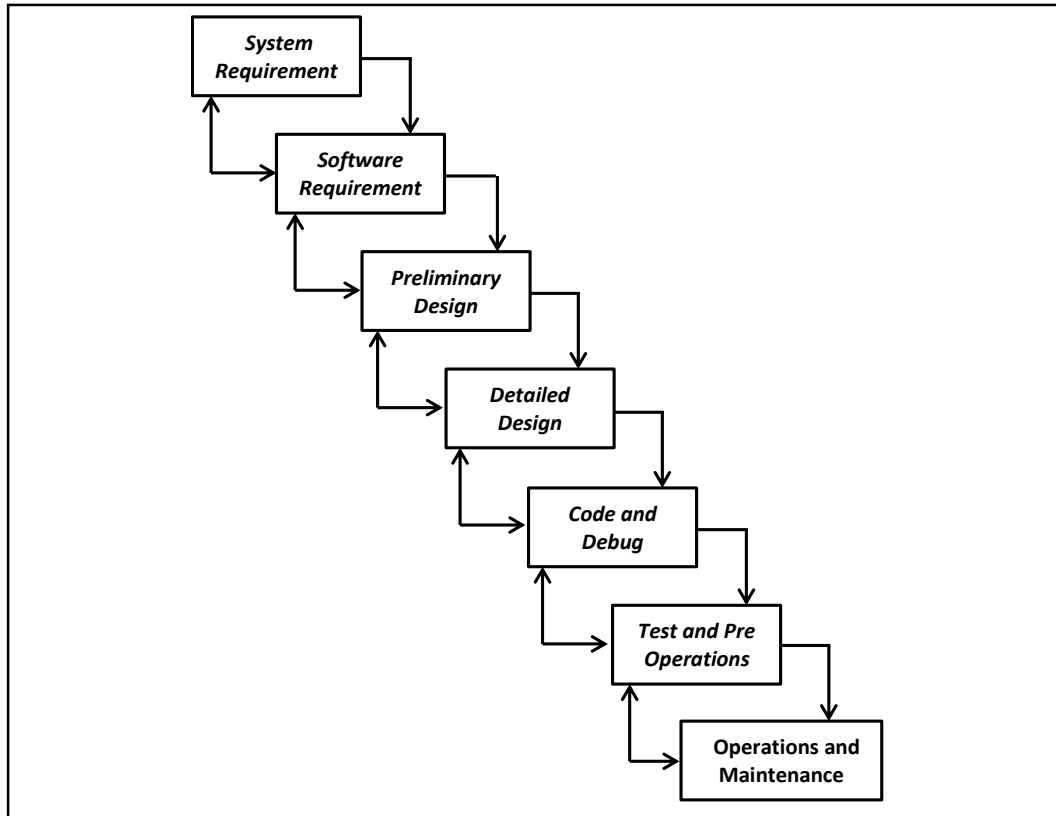 System
Requirement
Software
Requirement
Preliminary
Design
Detailed
Design
Code and
Debug
Test and Pre
Operations
Operations and
Maintenance